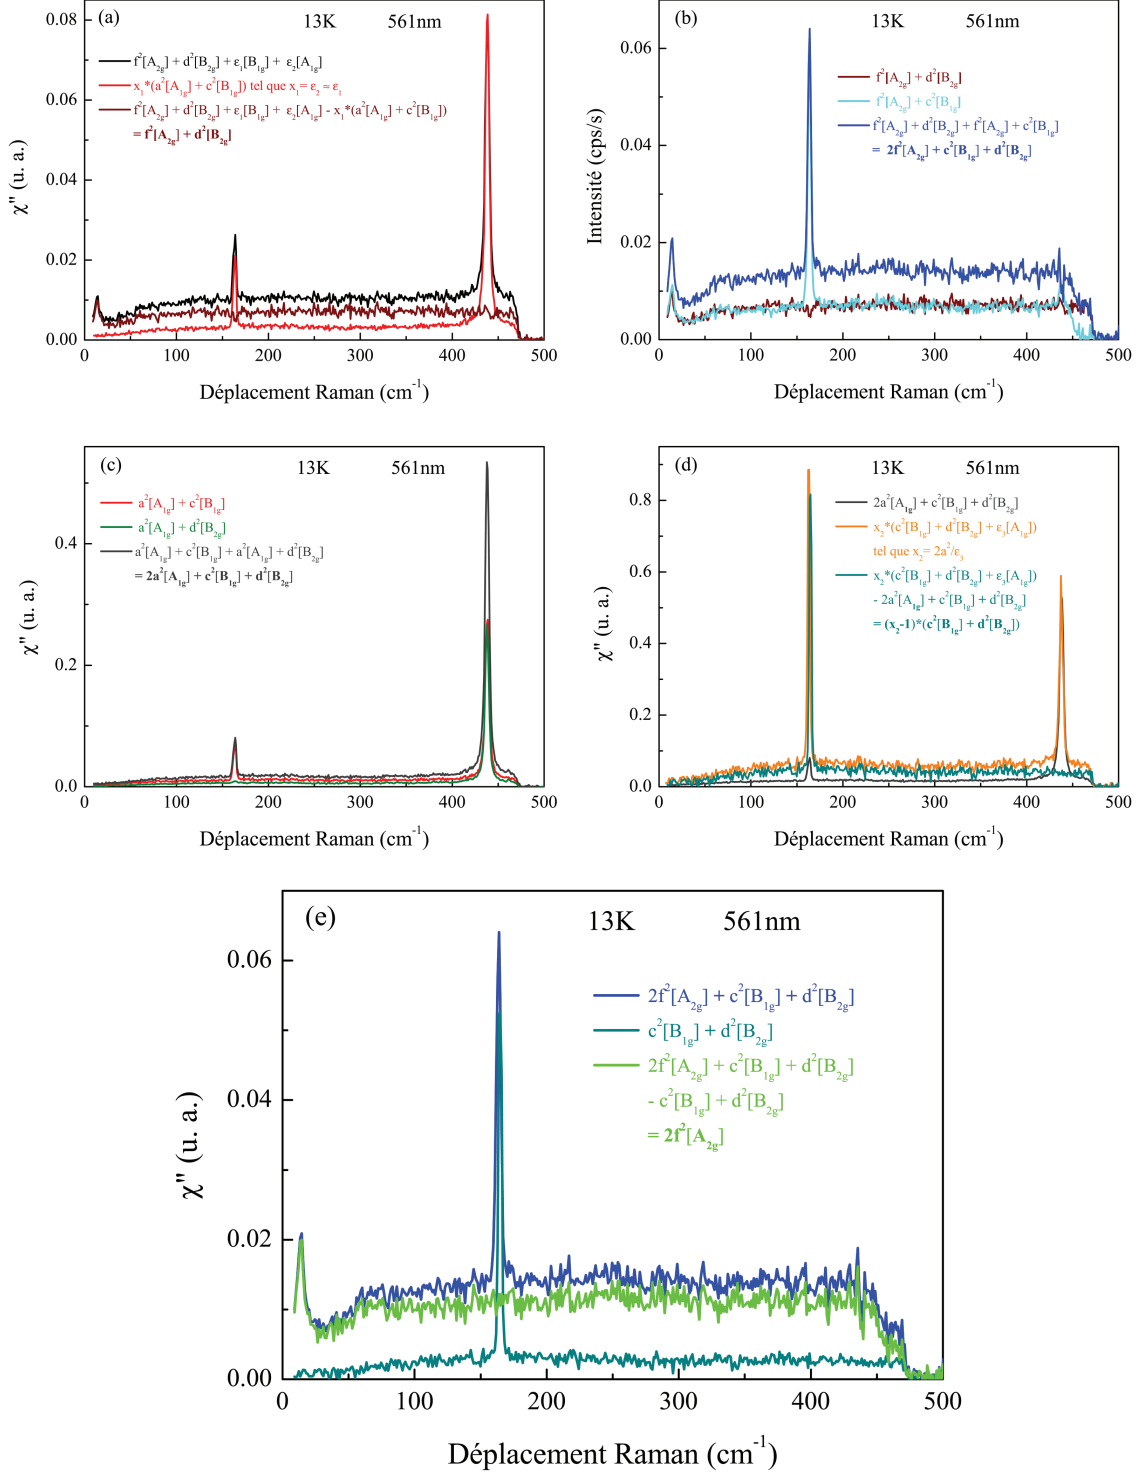 (a) 13K 561nm
f²[A₂g] + d²[B₂g] + ε₁[B₁g] + ε₂[A₁g]
x₁*(a²[A₁g] + c²[B₁g]) tel que x₁= ε₂ ≈ ε₁
f²[A₂g] + d²[B₂g] + ε₁[B₁g] + ε₂[A₁g] - x₁*(a²[A₁g] + c²[B₁g])
= f²[A₂g] + d²[B₂g]
χ'' (u. a.)
0.08
0.06
0.04
0.02
0.00
0 100 200 300 400 500
Déplacement Raman (cm⁻¹)
(b) 13K 561nm
f²[A₂g] + d²[B₂g]
f²[A₂g] + c²[B₁g]
f²[A₂g] + d²[B₂g] + f²[A₂g] + c²[B₁g]
= 2f²[A₂g] + c²[B₁g] + d²[B₂g]
Intensité (cps/s)
0.06
0.04
0.02
0.00
0 100 200 300 400 500
Déplacement Raman (cm⁻¹)
(c) 13K 561nm
a²[A₁g] + c²[B₁g]
a²[A₁g] + d²[B₂g]
a²[A₁g] + c²[B₁g] + a²[A₁g] + d²[B₂g]
= 2a²[A₁g] + c²[B₁g] + d²[B₂g]
χ'' (u. a.)
0.4
0.2
0.0
0 100 200 300 400 500
Déplacement Raman (cm⁻¹)
(d) 13K 561nm
2a²[A₁g] + c²[B₁g] + d²[B₂g]
x₂*(c²[B₁g] + d²[B₂g] + ε₃[A₁g])
tel que x₂= 2a²/ε₃
x₂*(c²[B₁g] + d²[B₂g] + ε₃[A₁g])
- 2a²[A₁g] + c²[B₁g] + d²[B₂g]
= (x₂-1)*(c²[B₁g] + d²[B₂g])
χ'' (u. a.)
0.8
0.6
0.4
0.2
0.0
0 100 200 300 400 500
Déplacement Raman (cm⁻¹)
(e) 13K 561nm
2f²[A₂g] + c²[B₁g] + d²[B₂g]
c²[B₁g] + d²[B₂g]
2f²[A₂g] + c²[B₁g] + d²[B₂g]
- c²[B₁g] + d²[B₂g]
= 2f²[A₂g]
χ'' (u. a.)
0.06
0.04
0.02
0.00
0 100 200 300 400 500
Déplacement Raman (cm⁻¹)